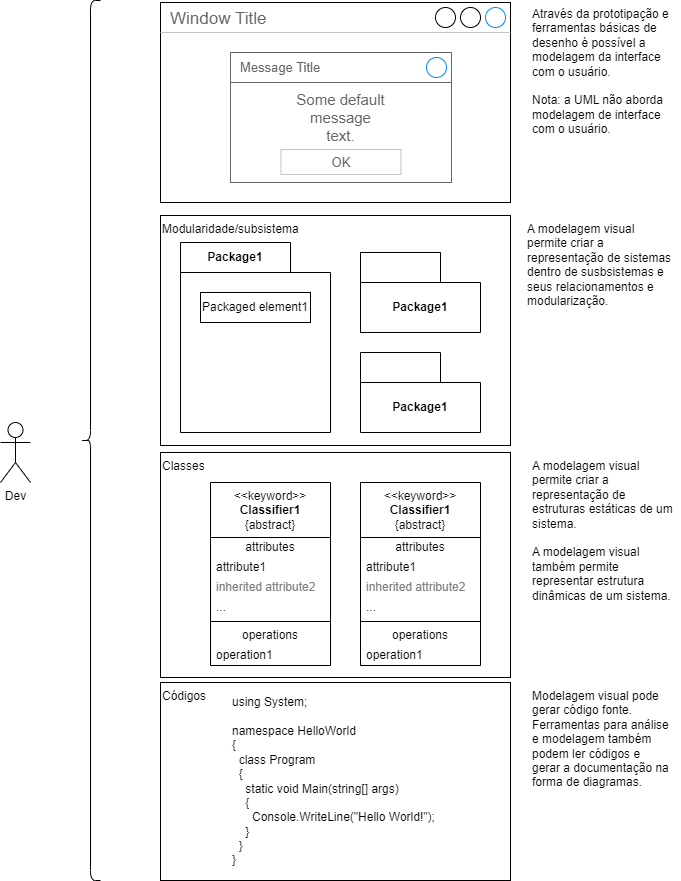 Window Title
Message Title
Some default
message
text.
OK
Através da prototipação e
ferramentas básicas de
desenho é possível a
modelagem da interface
com o usuário.
Nota: a UML não aborda
modelagem de interface
com o usuário.
Modularidade/subsistema
Package1
Packaged element1
Package1
Package1
A modelagem visual
permite criar a
representação de sistemas
dentro de susbsistemas e
seus relacionamentos e
modularização.
Dev
Classes
<<keyword>>
Classifier1
{abstract}
attributes
attribute1
inherited attribute2
...
operations
operation1
<<keyword>>
Classifier1
{abstract}
attributes
attribute1
inherited attribute2
...
operations
operation1
A modelagem visual
permite criar a
representação de
estruturas estáticas de um
sistema.
A modelagem visual
também permite
representar estrutura
dinâmicas de um sistema.
Códigos
using System;
namespace HelloWorld
{
class Program
{
static void Main(string[] args)
{
Console.WriteLine("Hello World!");
}
}
}
Modelagem visual pode
gerar código fonte.
Ferramentas para análise
e modelagem também
podem ler códigos e
gerar a documentação na
forma de diagramas.